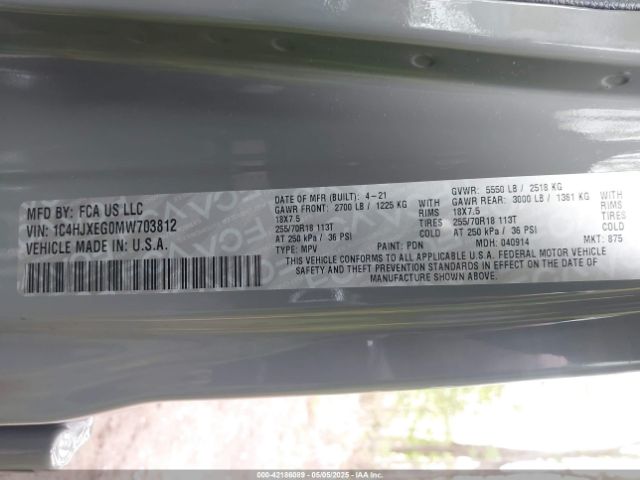 MFD BY: FCA US LLC
VIN: 1C4HJXEG0MW703812
VEHICLE MADE IN U.S.A.
DATE OF MFR (BUILT): 4-21
GAWR FRONT: 2700 LB / 1225 KG WITH
18X7.5 RIMS
255/70R18 113T TIRES
AT 250 kPa / 36 PSI COLD
GVWR: 5550 LB / 2518 KG
GAWR REAR: 3000 LB / 1361 KG WITH
18X7.5 RIMS
255/70R18 113T TIRES
AT 250 kPa / 36 PSI COLD
TYPE: MPV PAINT: PDN MDH: 040914 MKT: 875
THIS VEHICLE CONFORMS TO ALL APPLICABLE U.S.A. FEDERAL MOTOR VEHICLE
SAFETY AND THEFT PREVENTION STANDARDS IN EFFECT ON THE DATE OF
MANUFACTURE SHOWN ABOVE.
000-42186089 - 05/05/2025 - IAA